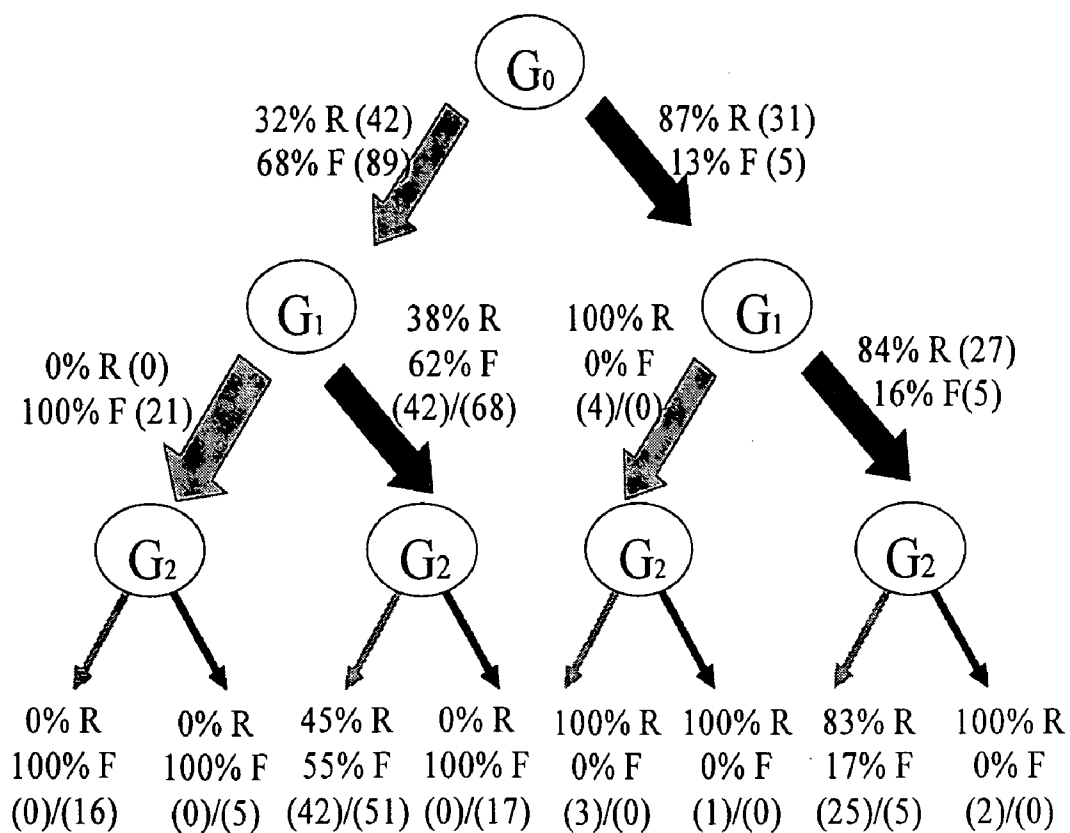 G0
32% R (42)
68% F (89)
87% R (31)
13% F (5)
G1
G1
0% R (0)
100% F (21)
38% R
62% F
(42)/(68)
100% R
0% F
(4)/(0)
84% R (27)
16% F(5)
G2
G2
G2
G2
0% R
100% F
(0)/(16)
0% R
100% F
(0)/(5)
45% R
55% F
(42)/(51)
0% R
100% F
(0)/(17)
100% R
0% F
(3)/(0)
100% R
0% F
(1)/(0)
83% R
17% F
(25)/(5)
100% R
0% F
(2)/(0)